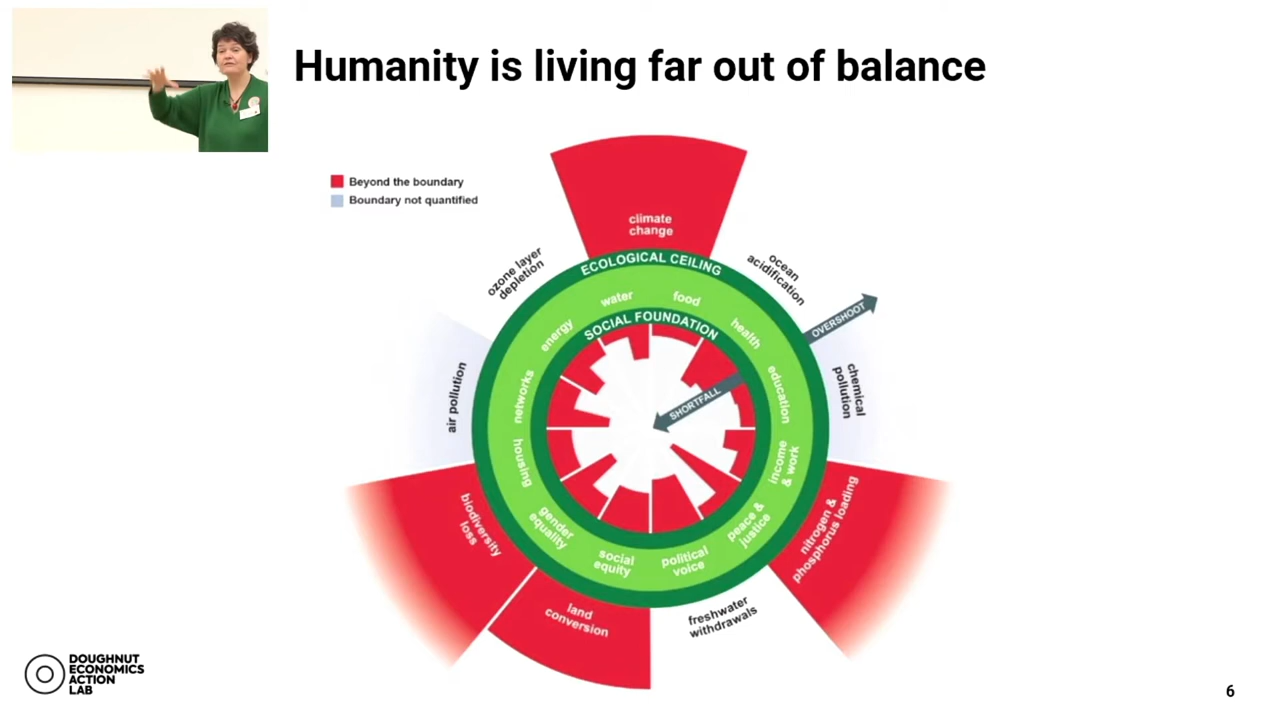 Humanity is living far out of balance
Beyond the boundary
Boundary not quantified
climate
change
ozone layer
depletion
ocean
acidification
ECOLOGICAL CEILING
OVERSHOOT
water
food
energy
health
SOCIAL FOUNDATION
SHORTFALL
networks
education
air pollution
chemical
pollution
housing
income
& work
gender
equality
peace &
justice
social
equity
political
voice
biodiversity
loss
nitrogen &
phosphorus loading
land
conversion
freshwater
withdrawals
DOUGHNUT
ECONOMICS
ACTION
LAB
6